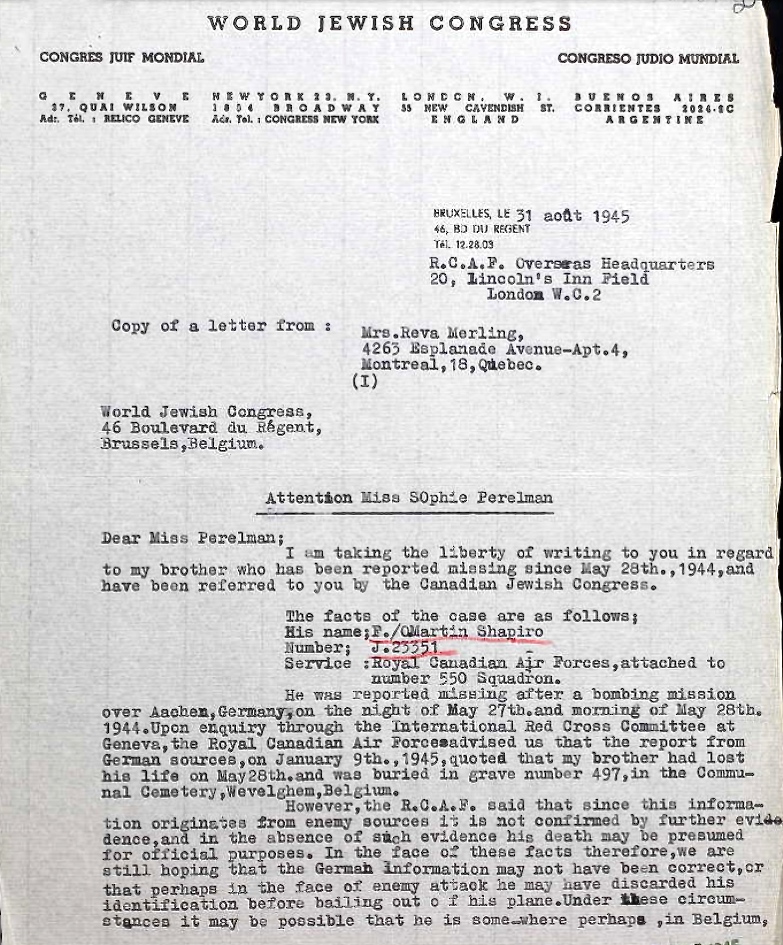 WORLD JEWISH CONGRESS
CONGRES JUIF MONDIAL CONGRESO JUDIO MUNDIAL
GENEVE NEW YORK 23. N. Y. LONDON, W. I. BUENOS AIRES
37, QUAI WILSON 1834 BROADWAY 55 NEW CAVENDISH ST. CORRIENTES 2024-9C
Adr. Tél. : RELICO GENEVE Adr. Tel. : CONGRESS NEW YORK ENGLAND ARGENTINE
BRUXELLES, LE 31 août 1945
46, BD DU REGENT
Tél. 12.28.03
R.C.A.F. Overseas Headquarters
20, Lincoln's Inn Field
London W.C.2
Copy of a letter from : Mrs.Reva Merling,
4263 Esplanade Avenue-Apt.4,
Montreal,18,Quebec.
(I)
World Jewish Congress,
46 Boulevard du Régent,
Brussels,Belgium.
Attention Miss SOphie Perelman
Dear Miss Perelman;
I am taking the liberty of writing to you in regard
to my brother who has been reported missing since May 28th.,1944,and
have been referred to you by the Canadian Jewish Congress.
The facts of the case are as follows;
His name;F./OMartin Shapiro
Number; J.23351
Service :Royal Canadian Air Forces,attached to
number 550 Squadron.
He was reported missing after a bombing mission
over Aachen,Germany,on the night of May 27th.and morning of May 28th.
1944.Upon enquiry through the International Red Cross Committee at
Geneva,the Royal Canadian Air Forcesadvised us that the report from
German sources,on January 9th.,1945,quoted that my brother had lost
his life on May28th.and was buried in grave number 497,in the Commu-
nal Cemetery,Wevelghem,Belgium.
However,the R.C.A.F. said that since this informa-
tion originates from enemy sources it is not confirmed by further evide
dence,and in the absence of such evidence his death may be presumed
for official purposes. In the face of these facts therefore,we are
still hoping that the German information may not have been correct,or
that perhaps in the face of enemy attack he may have discarded his
identification before bailing out o f his plane.Under these circum-
stances it may be possible that he is some-where perhaps ,in Belgium,